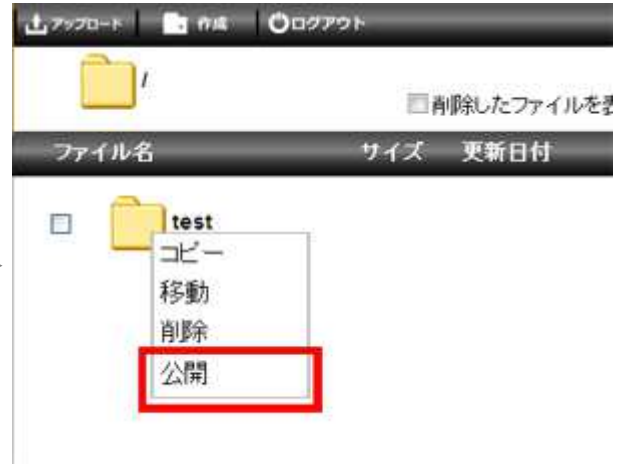 アップロード 作成 ログアウト
/
削除したファイルを表
ファイル名 サイズ 更新日付
test
コピー
移動
削除
公開